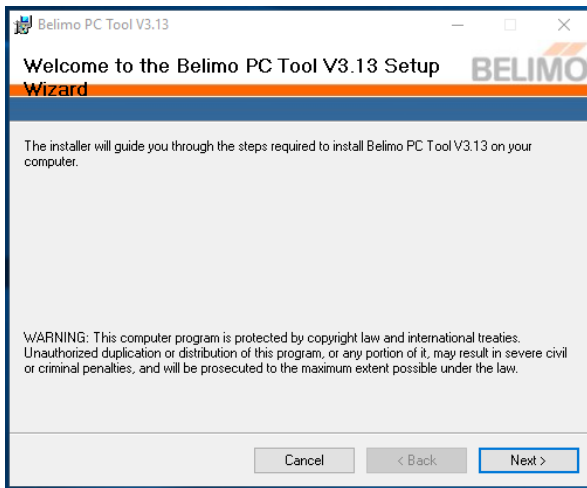 Belimo PC Tool V3.13
Welcome to the Belimo PC Tool V3.13 Setup
Wizard
BELIMO
The installer will guide you through the steps required to install Belimo PC Tool V3.13 on your
computer.
WARNING: This computer program is protected by copyright law and international treaties.
Unauthorized duplication or distribution of this program, or any portion of it, may result in severe civil
or criminal penalties, and will be prosecuted to the maximum extent possible under the law.
Cancel
< Back
Next >